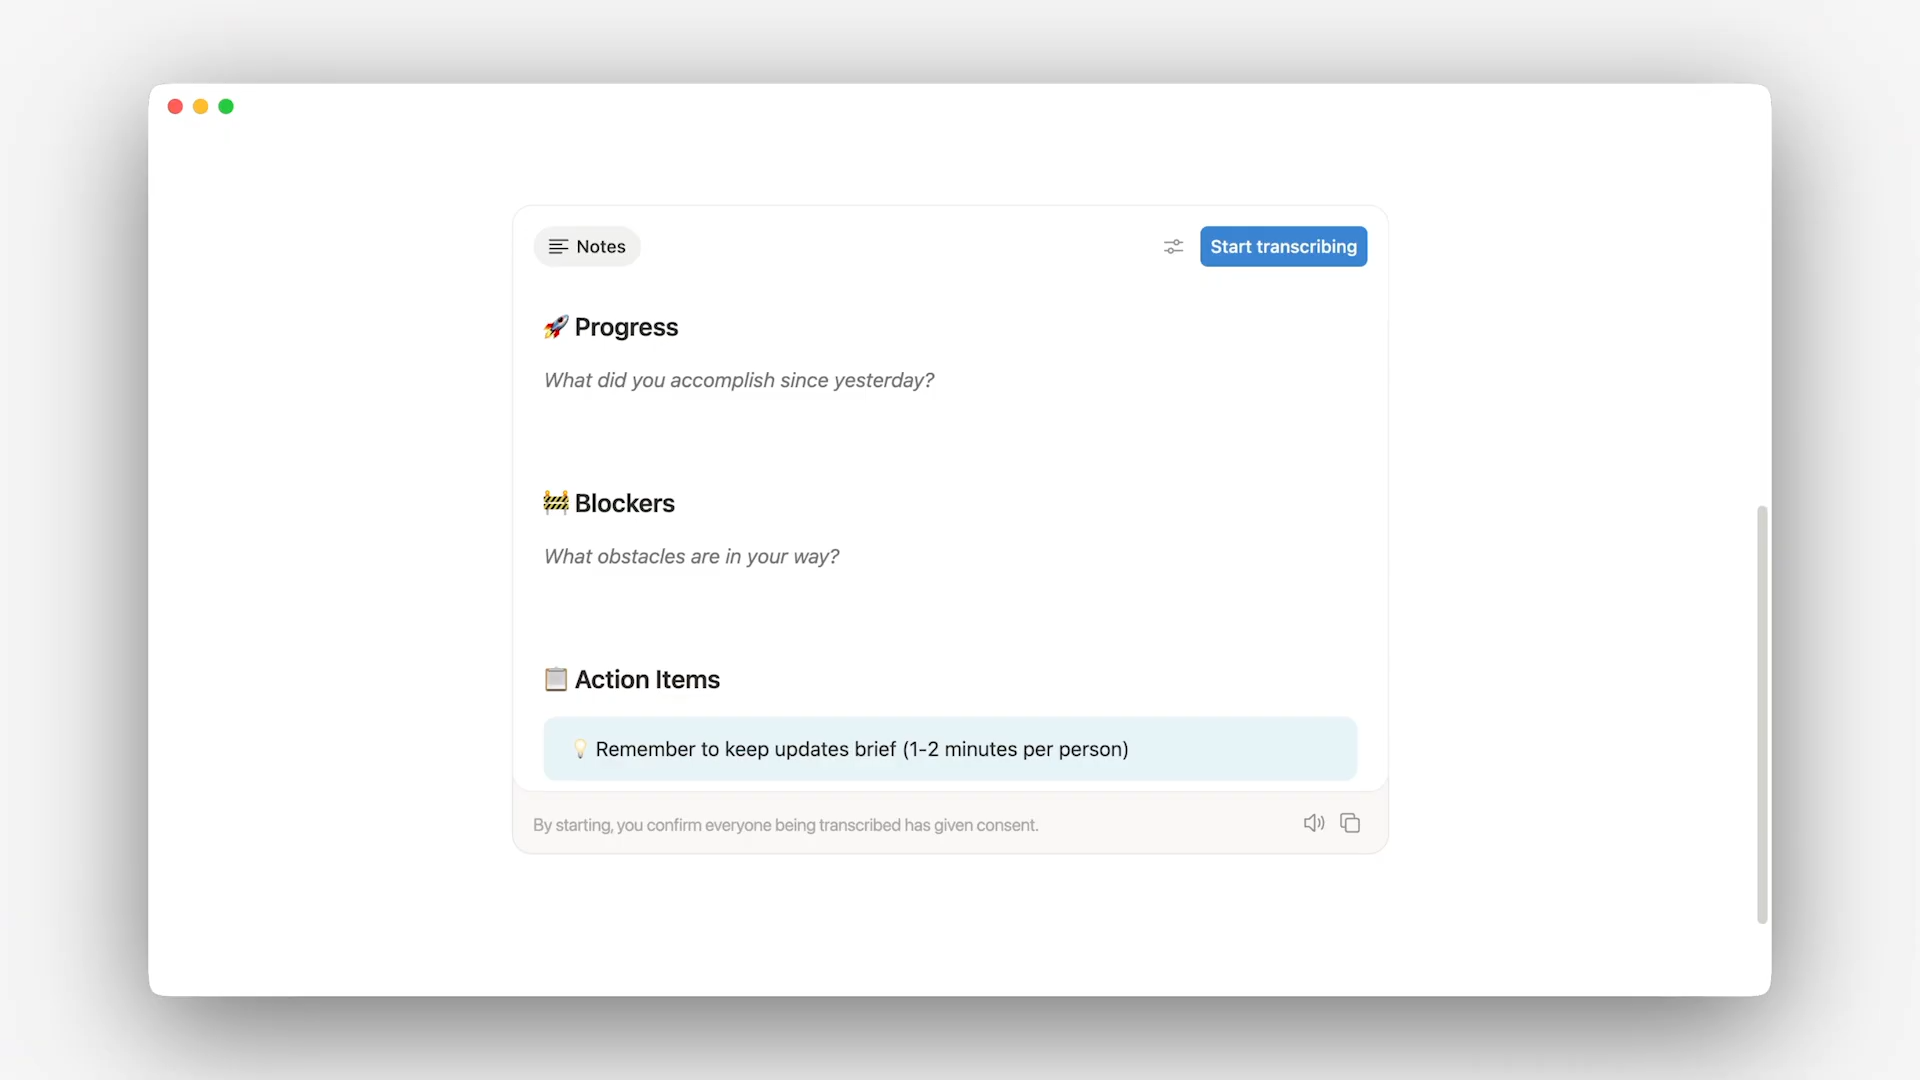 Notes
Start transcribing
🚀 Progress
What did you accomplish since yesterday?
🚧 Blockers
What obstacles are in your way?
📋 Action Items
💡 Remember to keep updates brief (1-2 minutes per person)
By starting, you confirm everyone being transcribed has given consent.